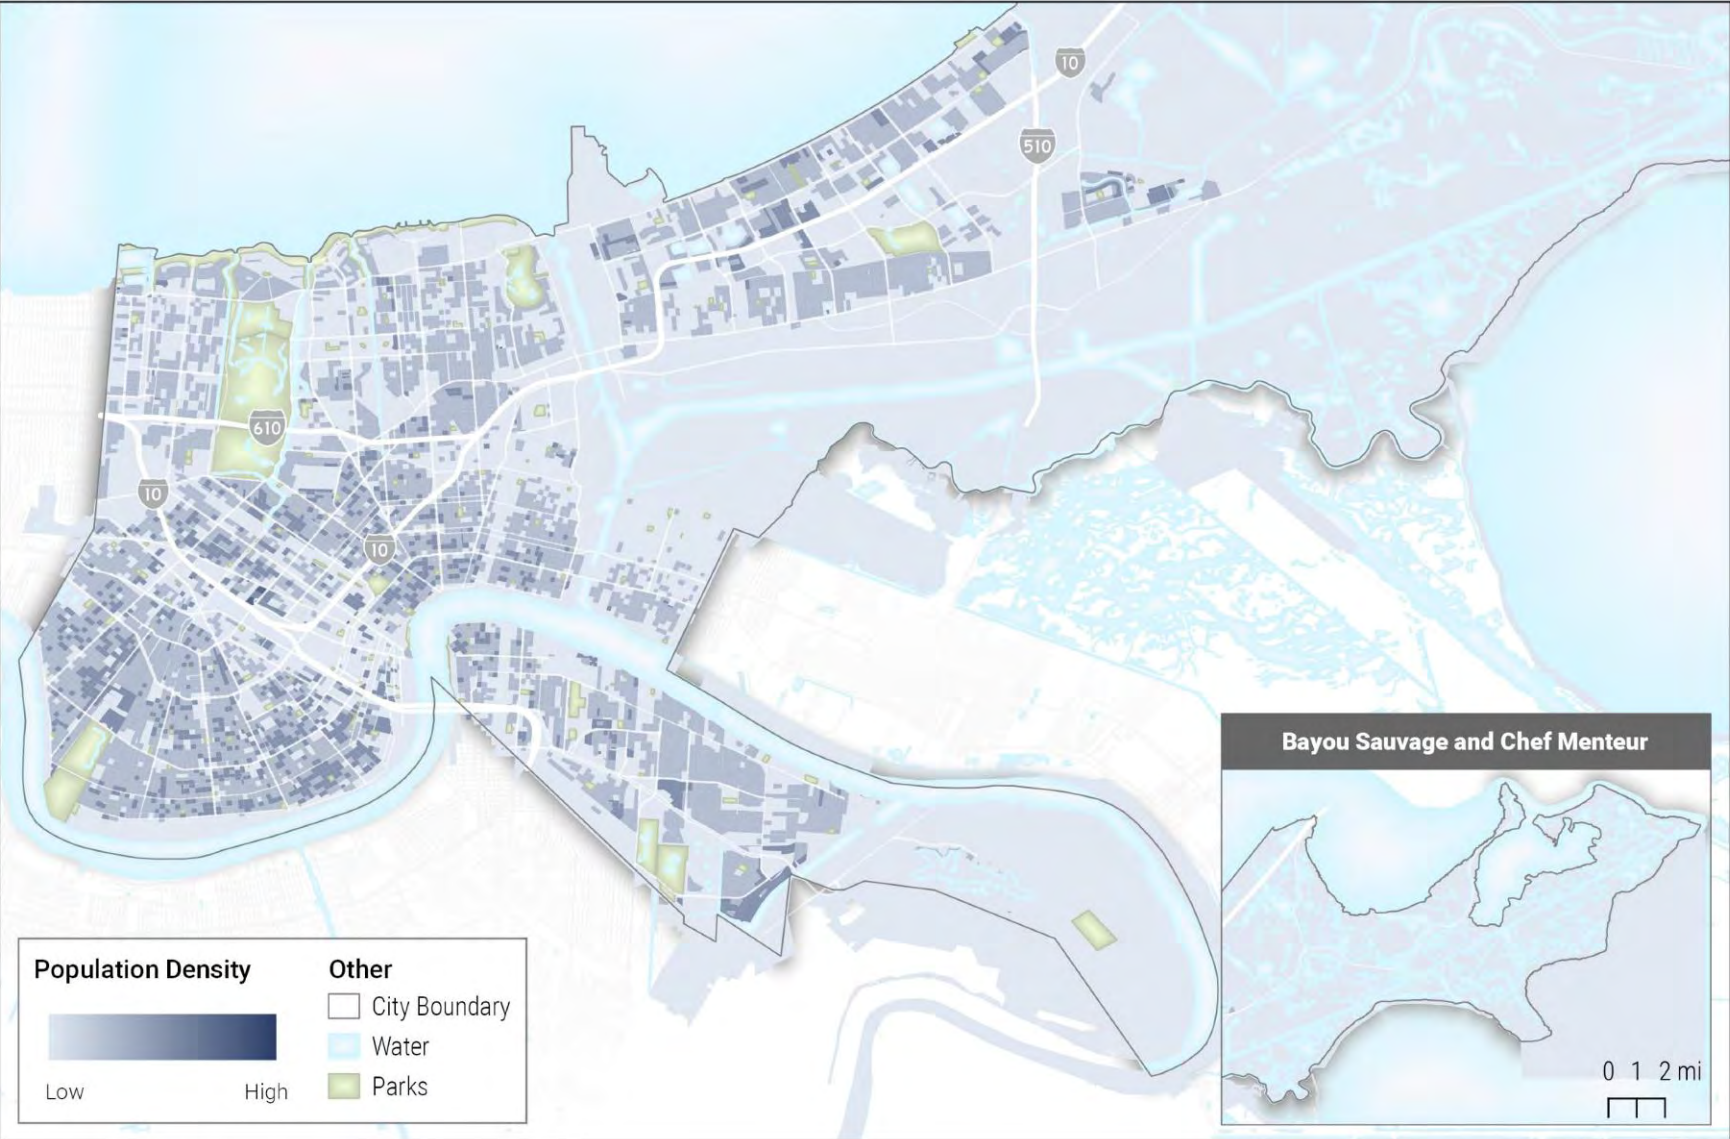 10
510
610
10
10
Bayou Sauvage and Chef Menteur
0 1 2 mi
Population Density
Low High
Other
City Boundary
Water
Parks